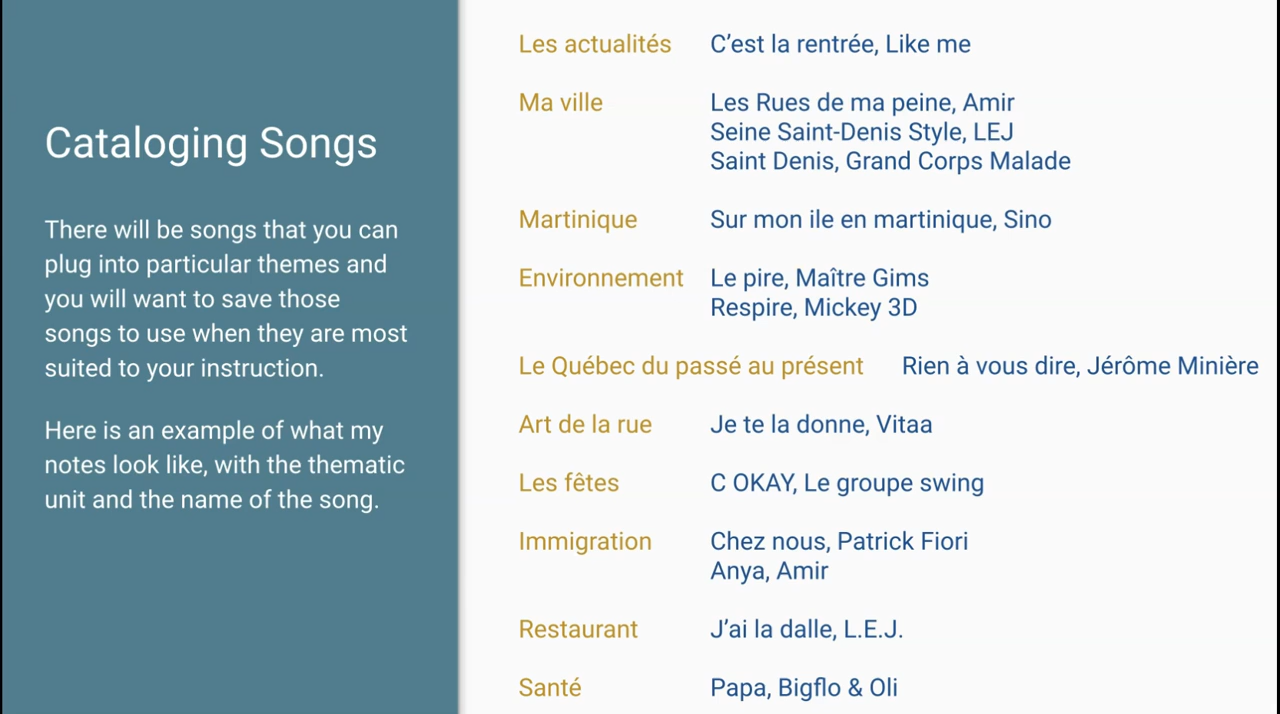 Cataloging Songs
There will be songs that you can
plug into particular themes and
you will want to save those
songs to use when they are most
suited to your instruction.
Here is an example of what my
notes look like, with the thematic
unit and the name of the song.
Les actualités C’est la rentrée, Like me
Ma ville Les Rues de ma peine, Amir
Seine Saint-Denis Style, LEJ
Saint Denis, Grand Corps Malade
Martinique Sur mon ile en martinique, Sino
Environnement Le pire, Maître Gims
Respire, Mickey 3D
Le Québec du passé au présent Rien à vous dire, Jérôme Minière
Art de la rue Je te la donne, Vitaa
Les fêtes C OKAY, Le groupe swing
Immigration Chez nous, Patrick Fiori
Anya, Amir
Restaurant J’ai la dalle, L.E.J.
Santé Papa, Bigflo & Oli